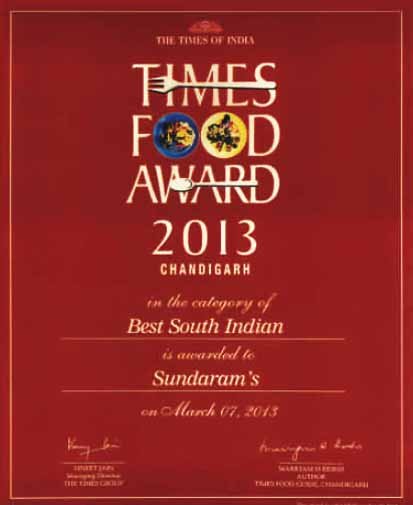 THE TIMES OF INDIA
TIMES
FOOD
AWARD
2013
CHANDIGARH
in the category of
Best South Indian
is awarded to
Sundaram's
on March 07, 2013
VINEET JAIN
Managing Director
THE TIMES GROUP
AUTHOR
TIMES FOOD GUIDE, CHANDIGARH